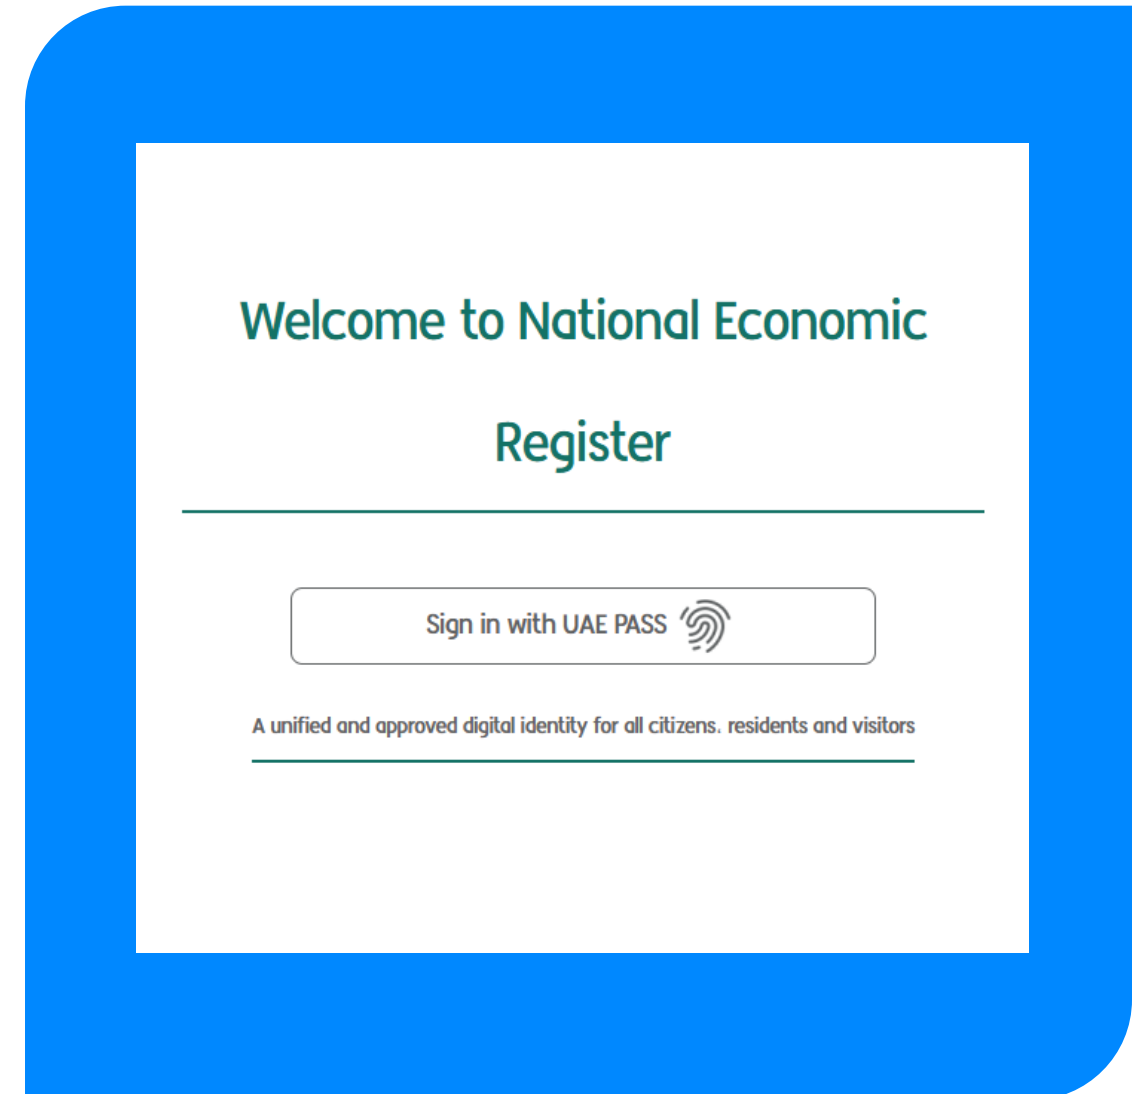 Welcome to National Economic
Register
Sign in with UAE PASS
A unified and approved digital identity for all citizens. residents and visitors